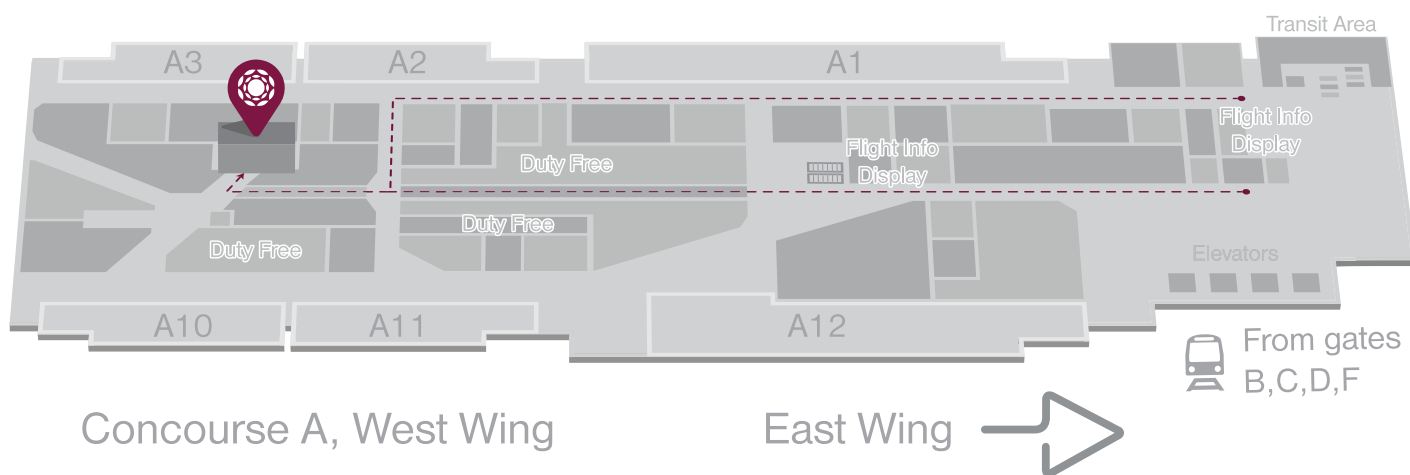 Transit Area
A3
A2
A1
Flight Info
Display
Flight Info
Display
Duty Free
Duty Free
Duty Free
Elevators
A10
A11
A12
From gates
B,C,D,F
Concourse A, West Wing
East Wing